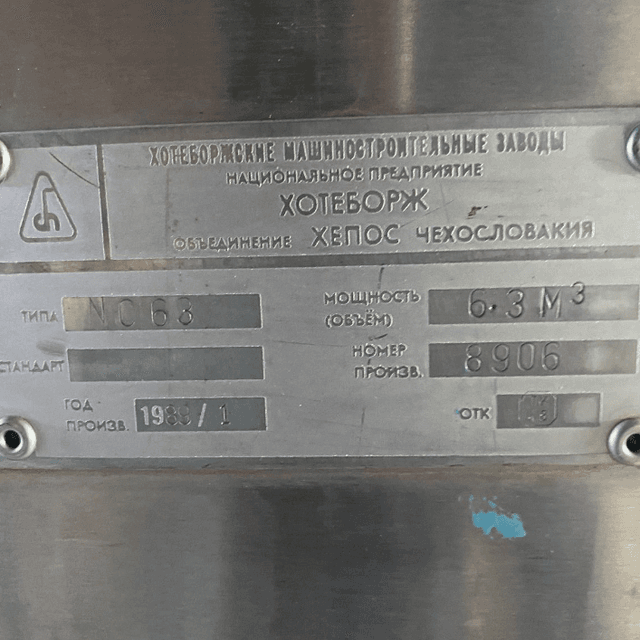 ХОТЕБОРЖСКИЕ МАШИНОСТРОИТЕЛЬНЫЕ ЗАВОДЫ
НАЦИОНАЛЬНОЕ ПРЕДПРИЯТИЕ
ХОТЕБОРЖ
ОБЪЕДИНЕНИЕ ХЕПОС ЧЕХОСЛОВАКИЯ
ТИПА NC68
МОЩНОСТЬ (ОБЪЁМ) 6.3 М³
СТАНДАРТ
НОМЕР ПРОИЗВ. 8906
ГОД ПРОИЗВ.
ОТК